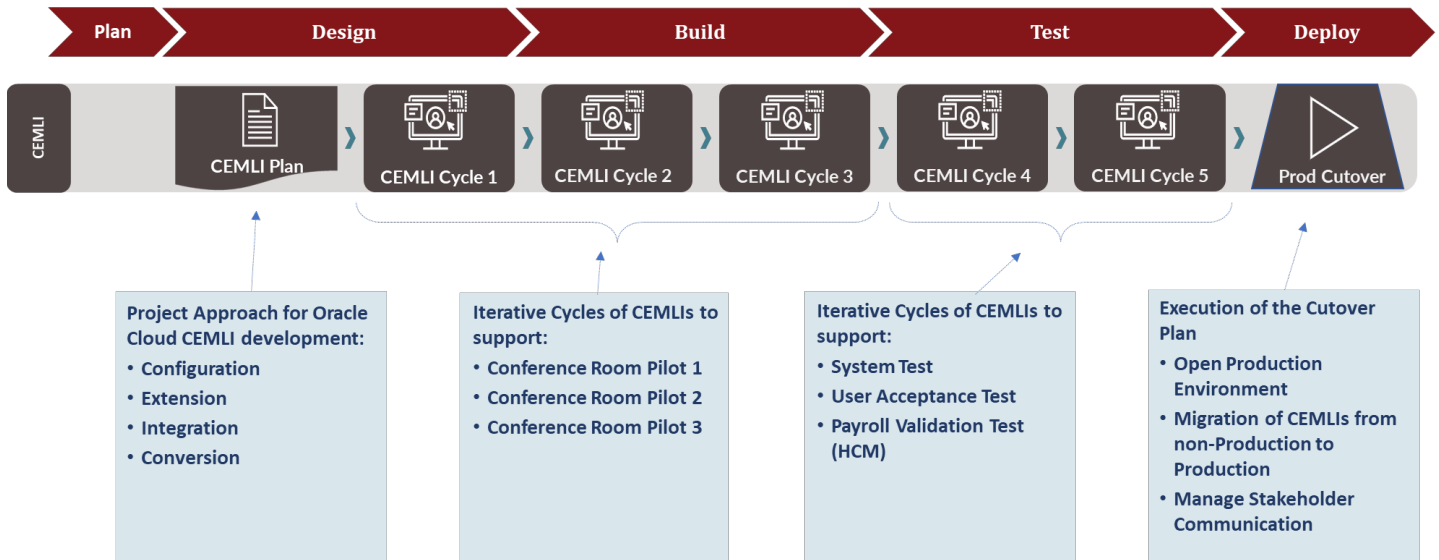 Plan
Design
Build
Test
Deploy
CEMLI
CEMLI Plan
CEMLI Cycle 1
CEMLI Cycle 2
CEMLI Cycle 3
CEMLI Cycle 4
CEMLI Cycle 5
Prod Cutover
Project Approach for Oracle
Cloud CEMLI development:
• Configuration
• Extension
• Integration
• Conversion
Iterative Cycles of CEMLIs to
support:
• Conference Room Pilot 1
• Conference Room Pilot 2
• Conference Room Pilot 3
Iterative Cycles of CEMLIs to
support:
• System Test
• User Acceptance Test
• Payroll Validation Test
(HCM)
Execution of the Cutover
Plan
• Open Production
Environment
• Migration of CEMLIs from
non-Production to
Production
• Manage Stakeholder
Communication